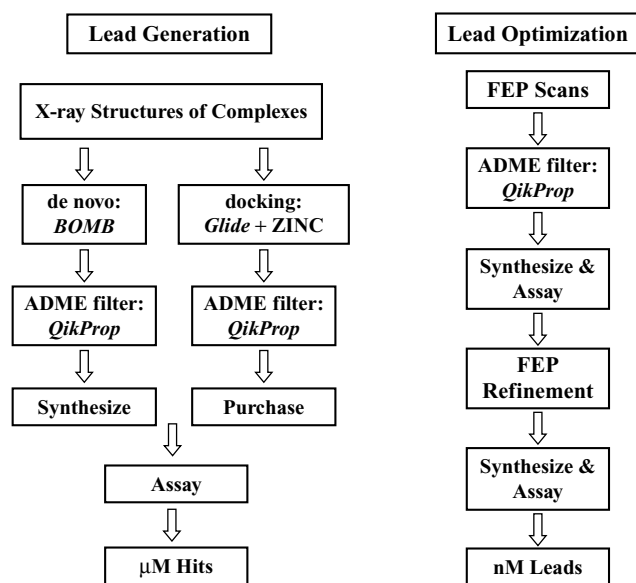 Lead Generation
X-ray Structures of Complexes
de novo:
BOMB
docking:
Glide + ZINC
ADME filter:
QikProp
ADME filter:
QikProp
Synthesize
Purchase
Assay
μM Hits
Lead Optimization
FEP Scans
ADME filter:
QikProp
Synthesize &
Assay
FEP
Refinement
Synthesize &
Assay
nM Leads